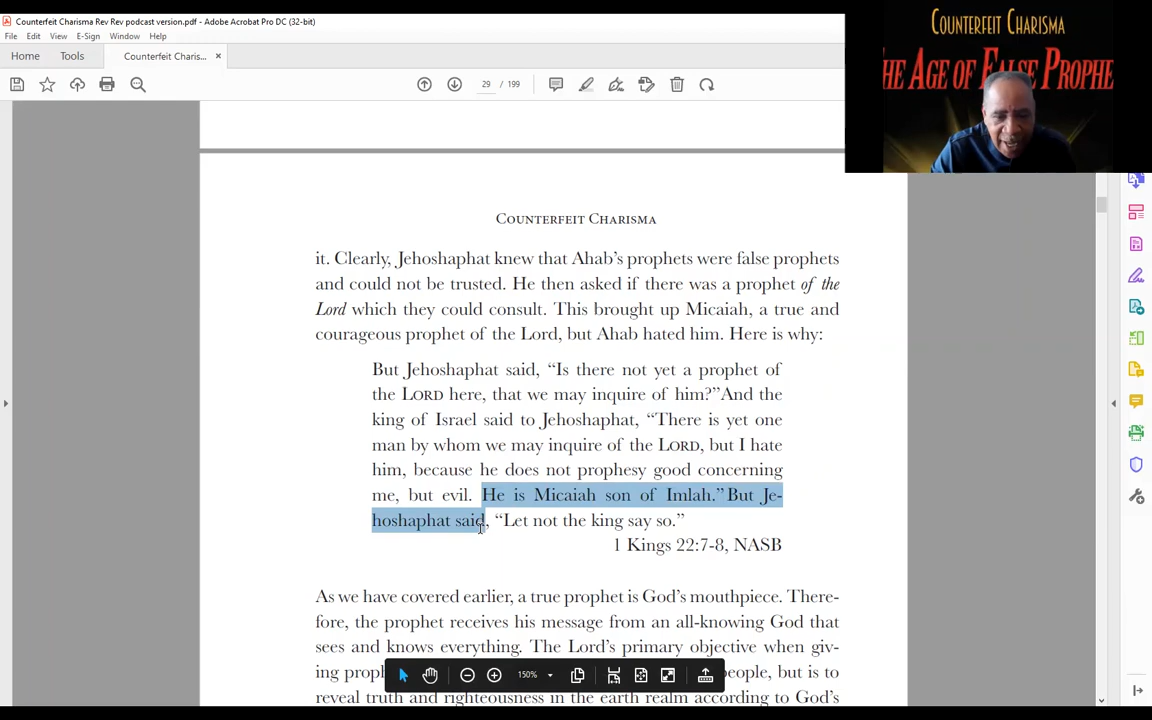 Counterfeit Charisma Rev Rev podcast version.pdf - Adobe Acrobat Pro DC (32-bit)
File Edit View E-Sign Window Help
Home Tools Counterfeit Charis... ×
29 / 199
COUNTERFEIT CHARISMA
HE AGE OF FALSE PROPHE
COUNTERFEIT CHARISMA
it. Clearly, Jehoshaphat knew that Ahab's prophets were false prophets
and could not be trusted. He then asked if there was a prophet of the
Lord which they could consult. This brought up Micaiah, a true and
courageous prophet of the Lord, but Ahab hated him. Here is why:
But Jehoshaphat said, “Is there not yet a prophet of
the LORD here, that we may inquire of him?”And the
king of Israel said to Jehoshaphat, “There is yet one
man by whom we may inquire of the LORD, but I hate
him, because he does not prophesy good concerning
me, but evil. He is Micaiah son of Imlah.” But Je-
hoshaphat said, “Let not the king say so.”
1 Kings 22:7-8, NASB
As we have covered earlier, a true prophet is God's mouthpiece. There-
fore, the prophet receives his message from an all-knowing God that
sees and knows everything. The Lord's primary objective when giv-
ing proph people, but is to
150%
reveal truth and righteousness in the earth realm according to God's